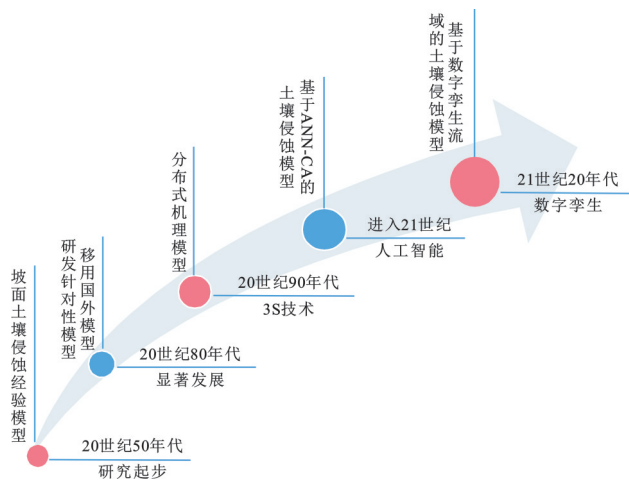 坡面土壤侵蚀经验模型
20世纪50年代
研究起步
移用国外模型
研发针对性模型
20世纪80年代
显著发展
分布式机理模型
20世纪90年代
3S技术
基于ANN-CA的
土壤侵蚀模型
进入21世纪
人工智能
基于数字孪生流
域的土壤侵蚀模型
21世纪20年代
数字孪生